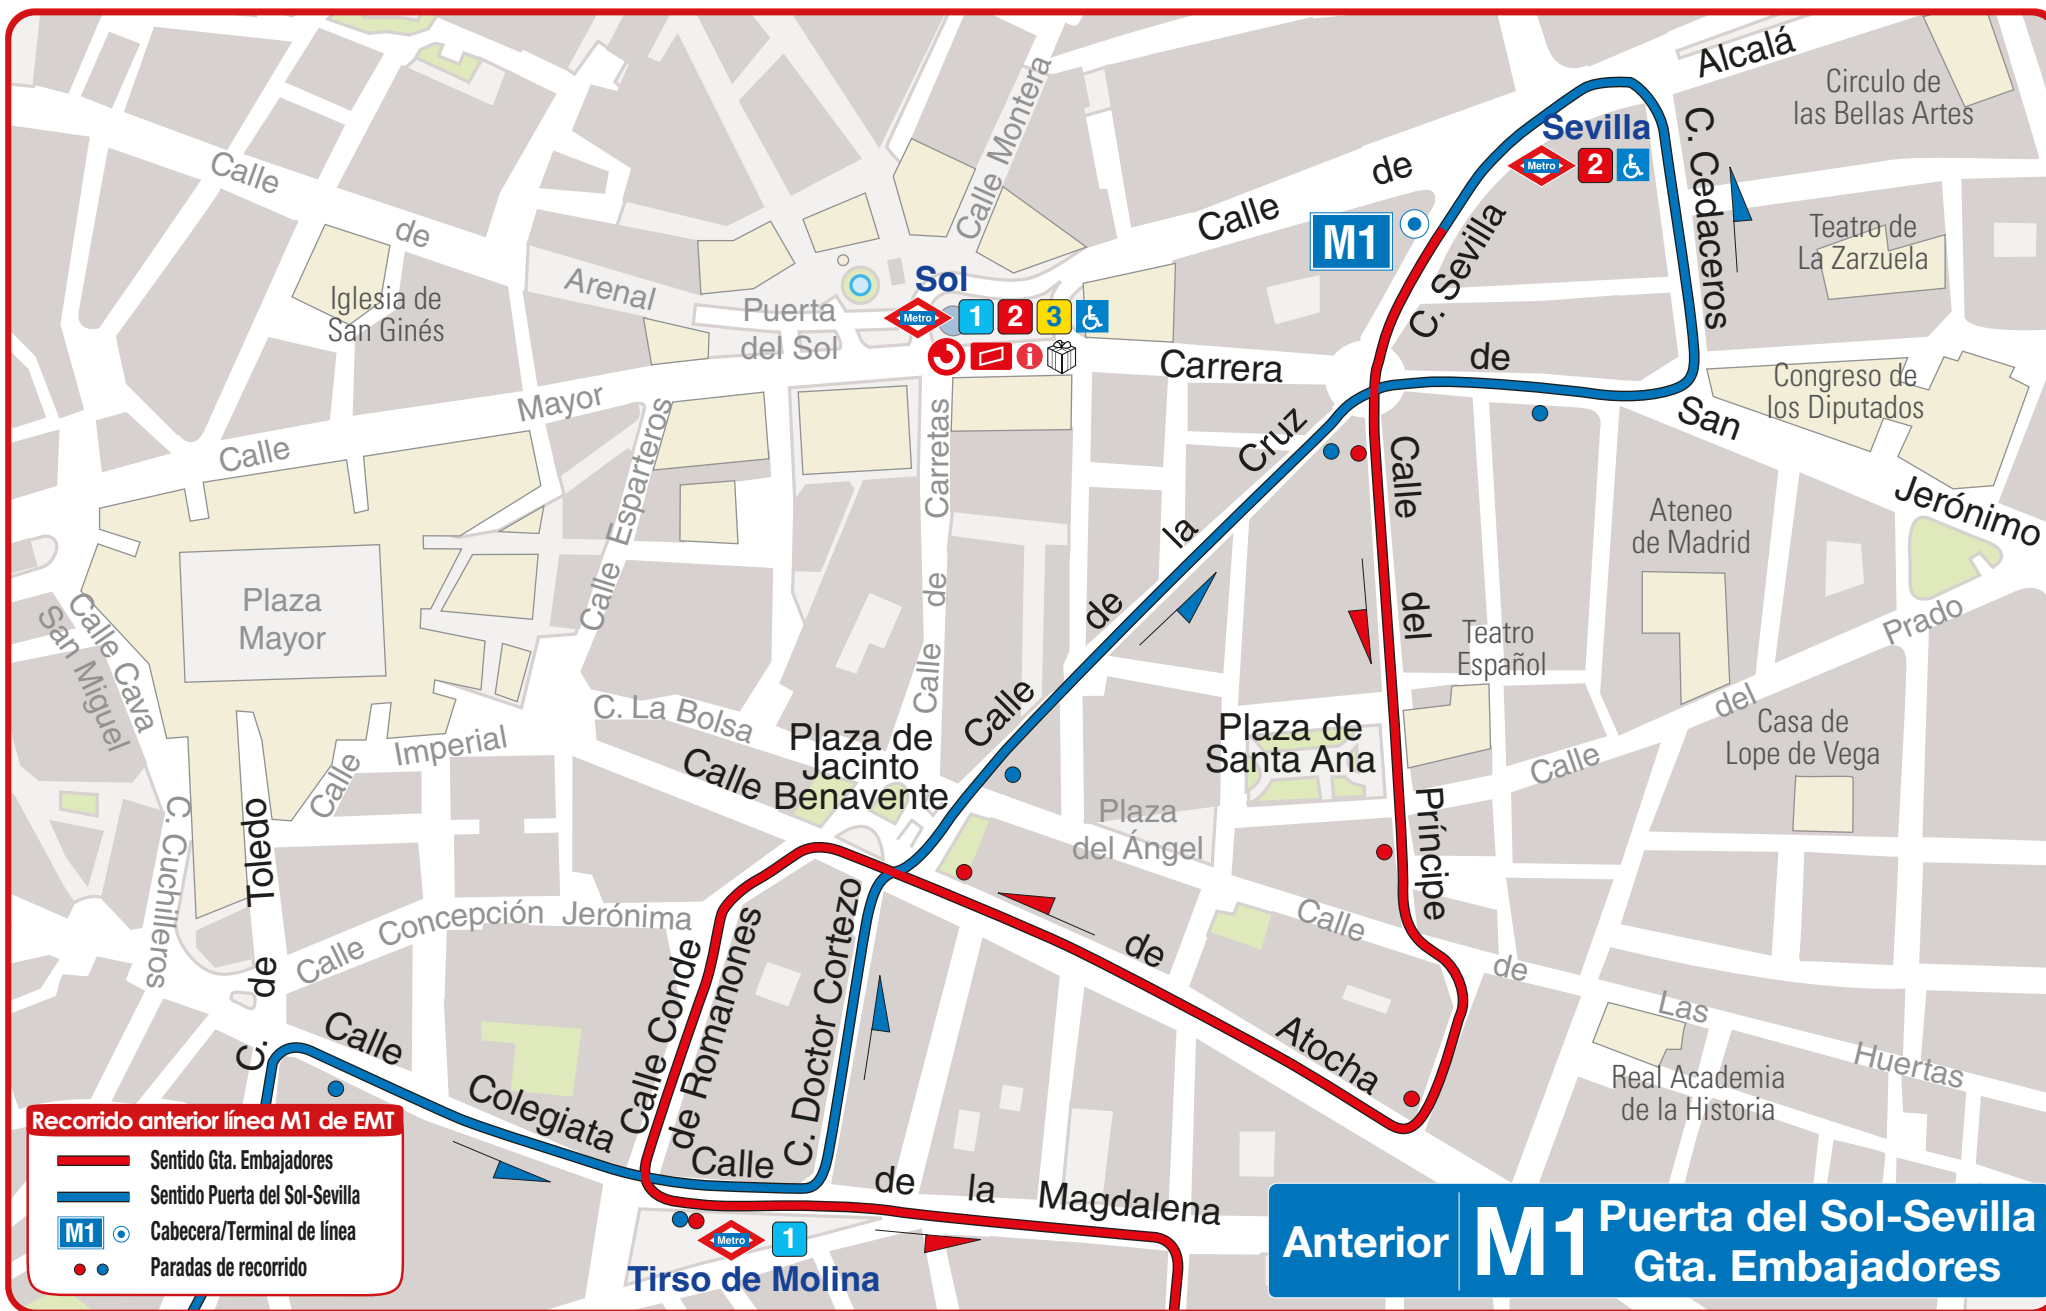 Alcalá
de
Calle
Circulo de
las Bellas Artes
Sevilla
Metro
2
C. Cedaceros
Calle Montera
Calle
de
Arenal
M1
C. Sevilla
Teatro de
La Zarzuela
Iglesia de
San Ginés
Puerta
del Sol
Sol
Metro
1
2
3
i
Carrera
de
San
Jerónimo
Congreso de
los Diputados
Calle
Mayor
Calle Esparteros
Calle
de
Carretas
Calle
de
la
Cruz
Calle
del
Príncipe
Ateneo
de Madrid
Plaza
Mayor
Calle Cava
San Miguel
Teatro
Español
Calle
del
Prado
C. La Bolsa
Plaza de
Jacinto
Benavente
Plaza de
Santa Ana
Casa de
Lope de Vega
Calle
Imperial
Calle
de
Atocha
Plaza
del Ángel
C. Cuchilleros
C.
de
Toledo
Calle
Concepción
Jerónima
Calle
de
Las
Huertas
Calle Conde
de Romanones
C. Doctor Cortezo
Calle
Colegiata
Real Academia
de la Historia
Calle
de
la
Magdalena
Metro
1
Tirso de Molina
Recorrido anterior línea M1 de EMT
Sentido Gta. Embajadores
Sentido Puerta del Sol-Sevilla
M1 Cabecera/Terminal de línea
Paradas de recorrido
Anterior
M1
Puerta del Sol-Sevilla
Gta. Embajadores